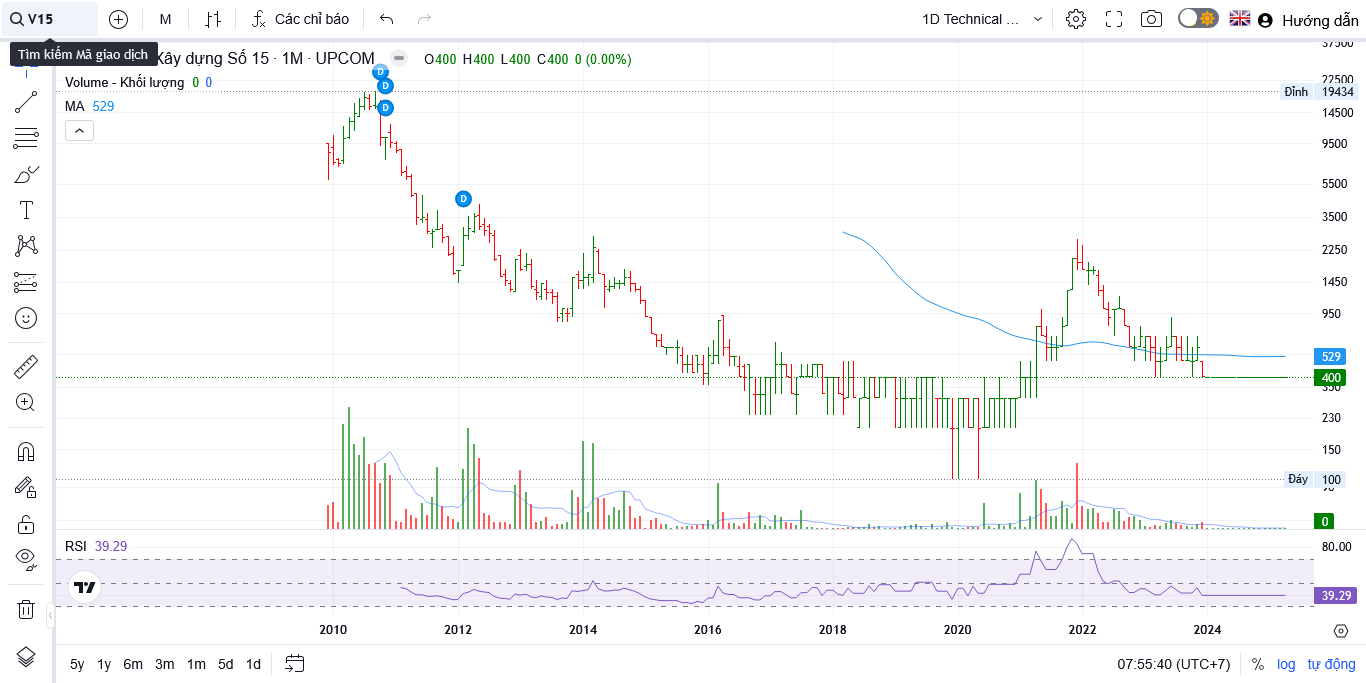 V15
M
Các chỉ báo
1D Technical ...
Hướng dẫn
Tìm kiếm Mã giao dịch
Xây dựng Số 15 · 1M · UPCOM
O400 H400 L400 C400 0 (0.00%)
Volume - Khối lượng 0 0
MA 529
D
D
D
D
37500
22500
Đỉnh 19434
14500
9500
5500
3500
2250
1450
950
529
400
350
230
150
Đáy 100
70
0
RSI 39.29
80.00
39.29
2010 2012 2014 2016 2018 2020 2022 2024
5y 1y 6m 3m 1m 5d 1d
07:55:40 (UTC+7)
% log tự động